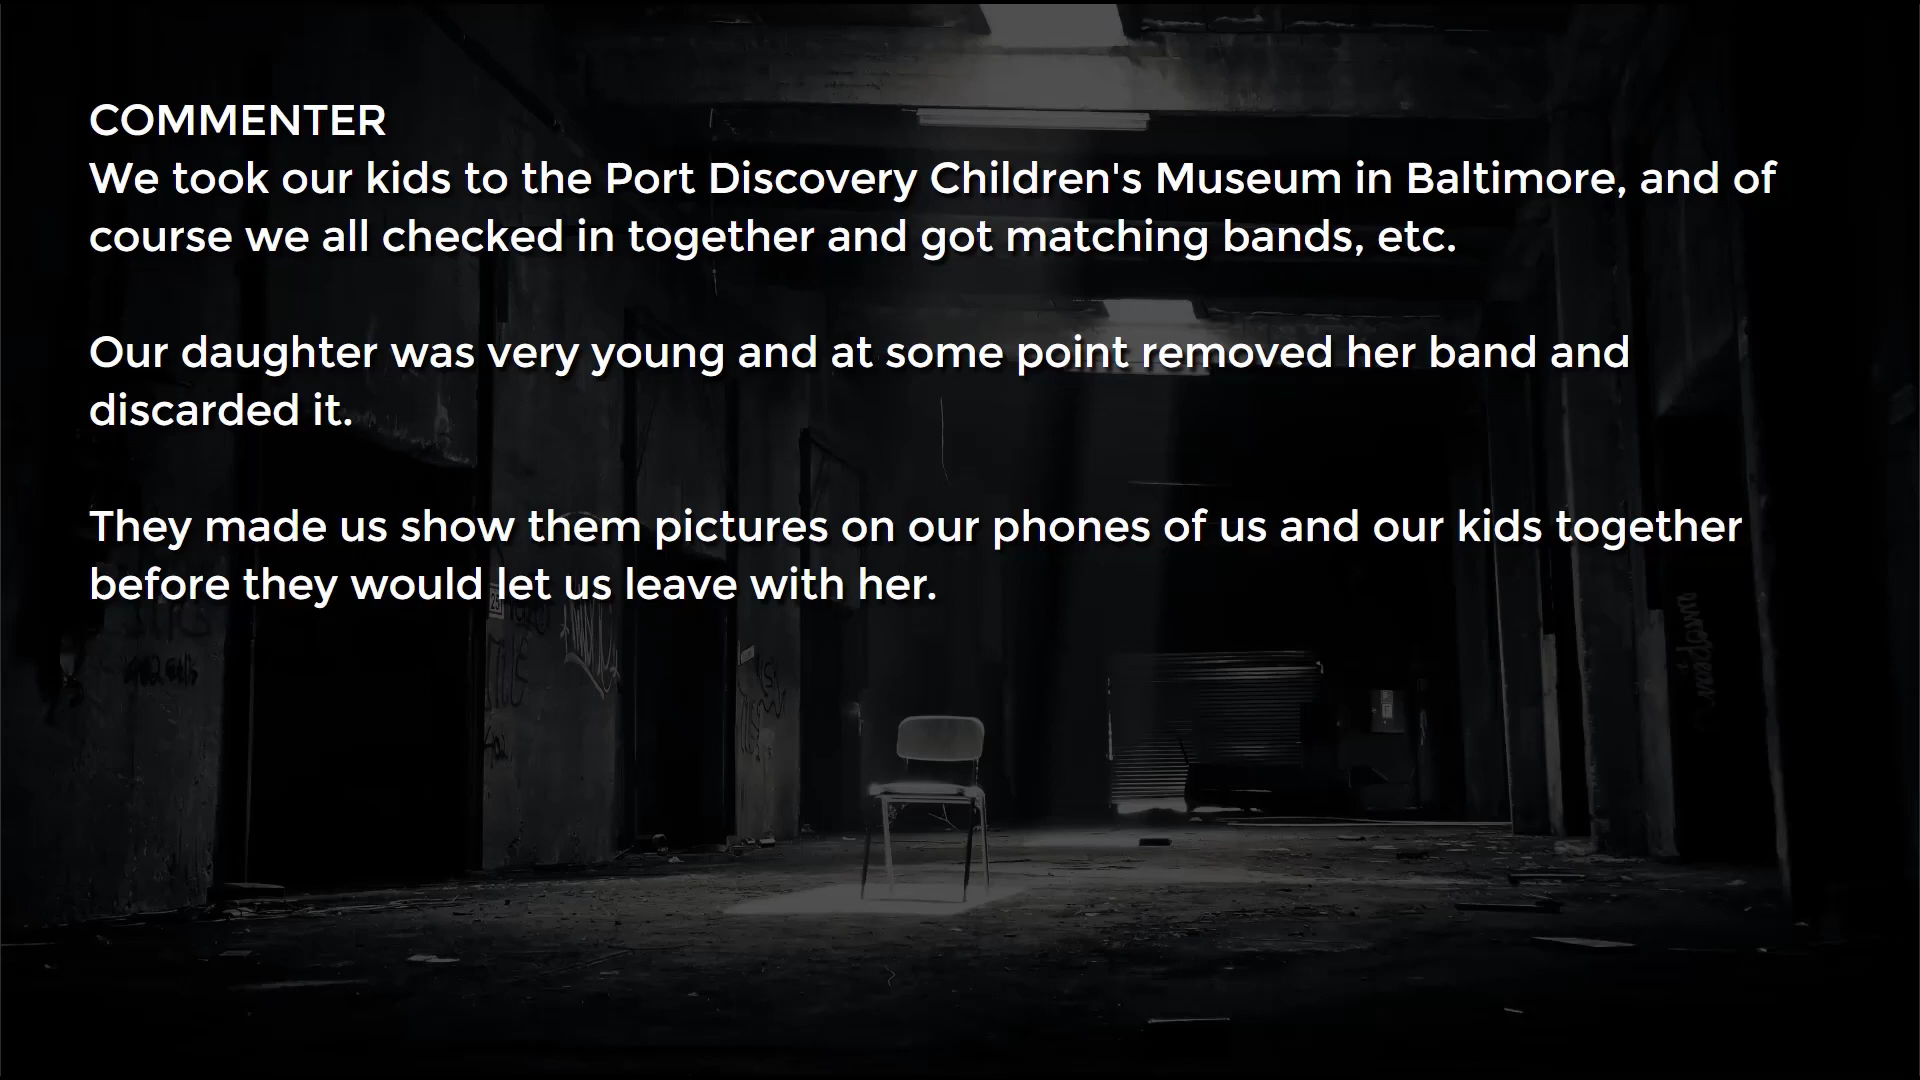 COMMENTER
We took our kids to the Port Discovery Children's Museum in Baltimore, and of
course we all checked in together and got matching bands, etc.
Our daughter was very young and at some point removed her band and
discarded it.
They made us show them pictures on our phones of us and our kids together
before they would let us leave with her.